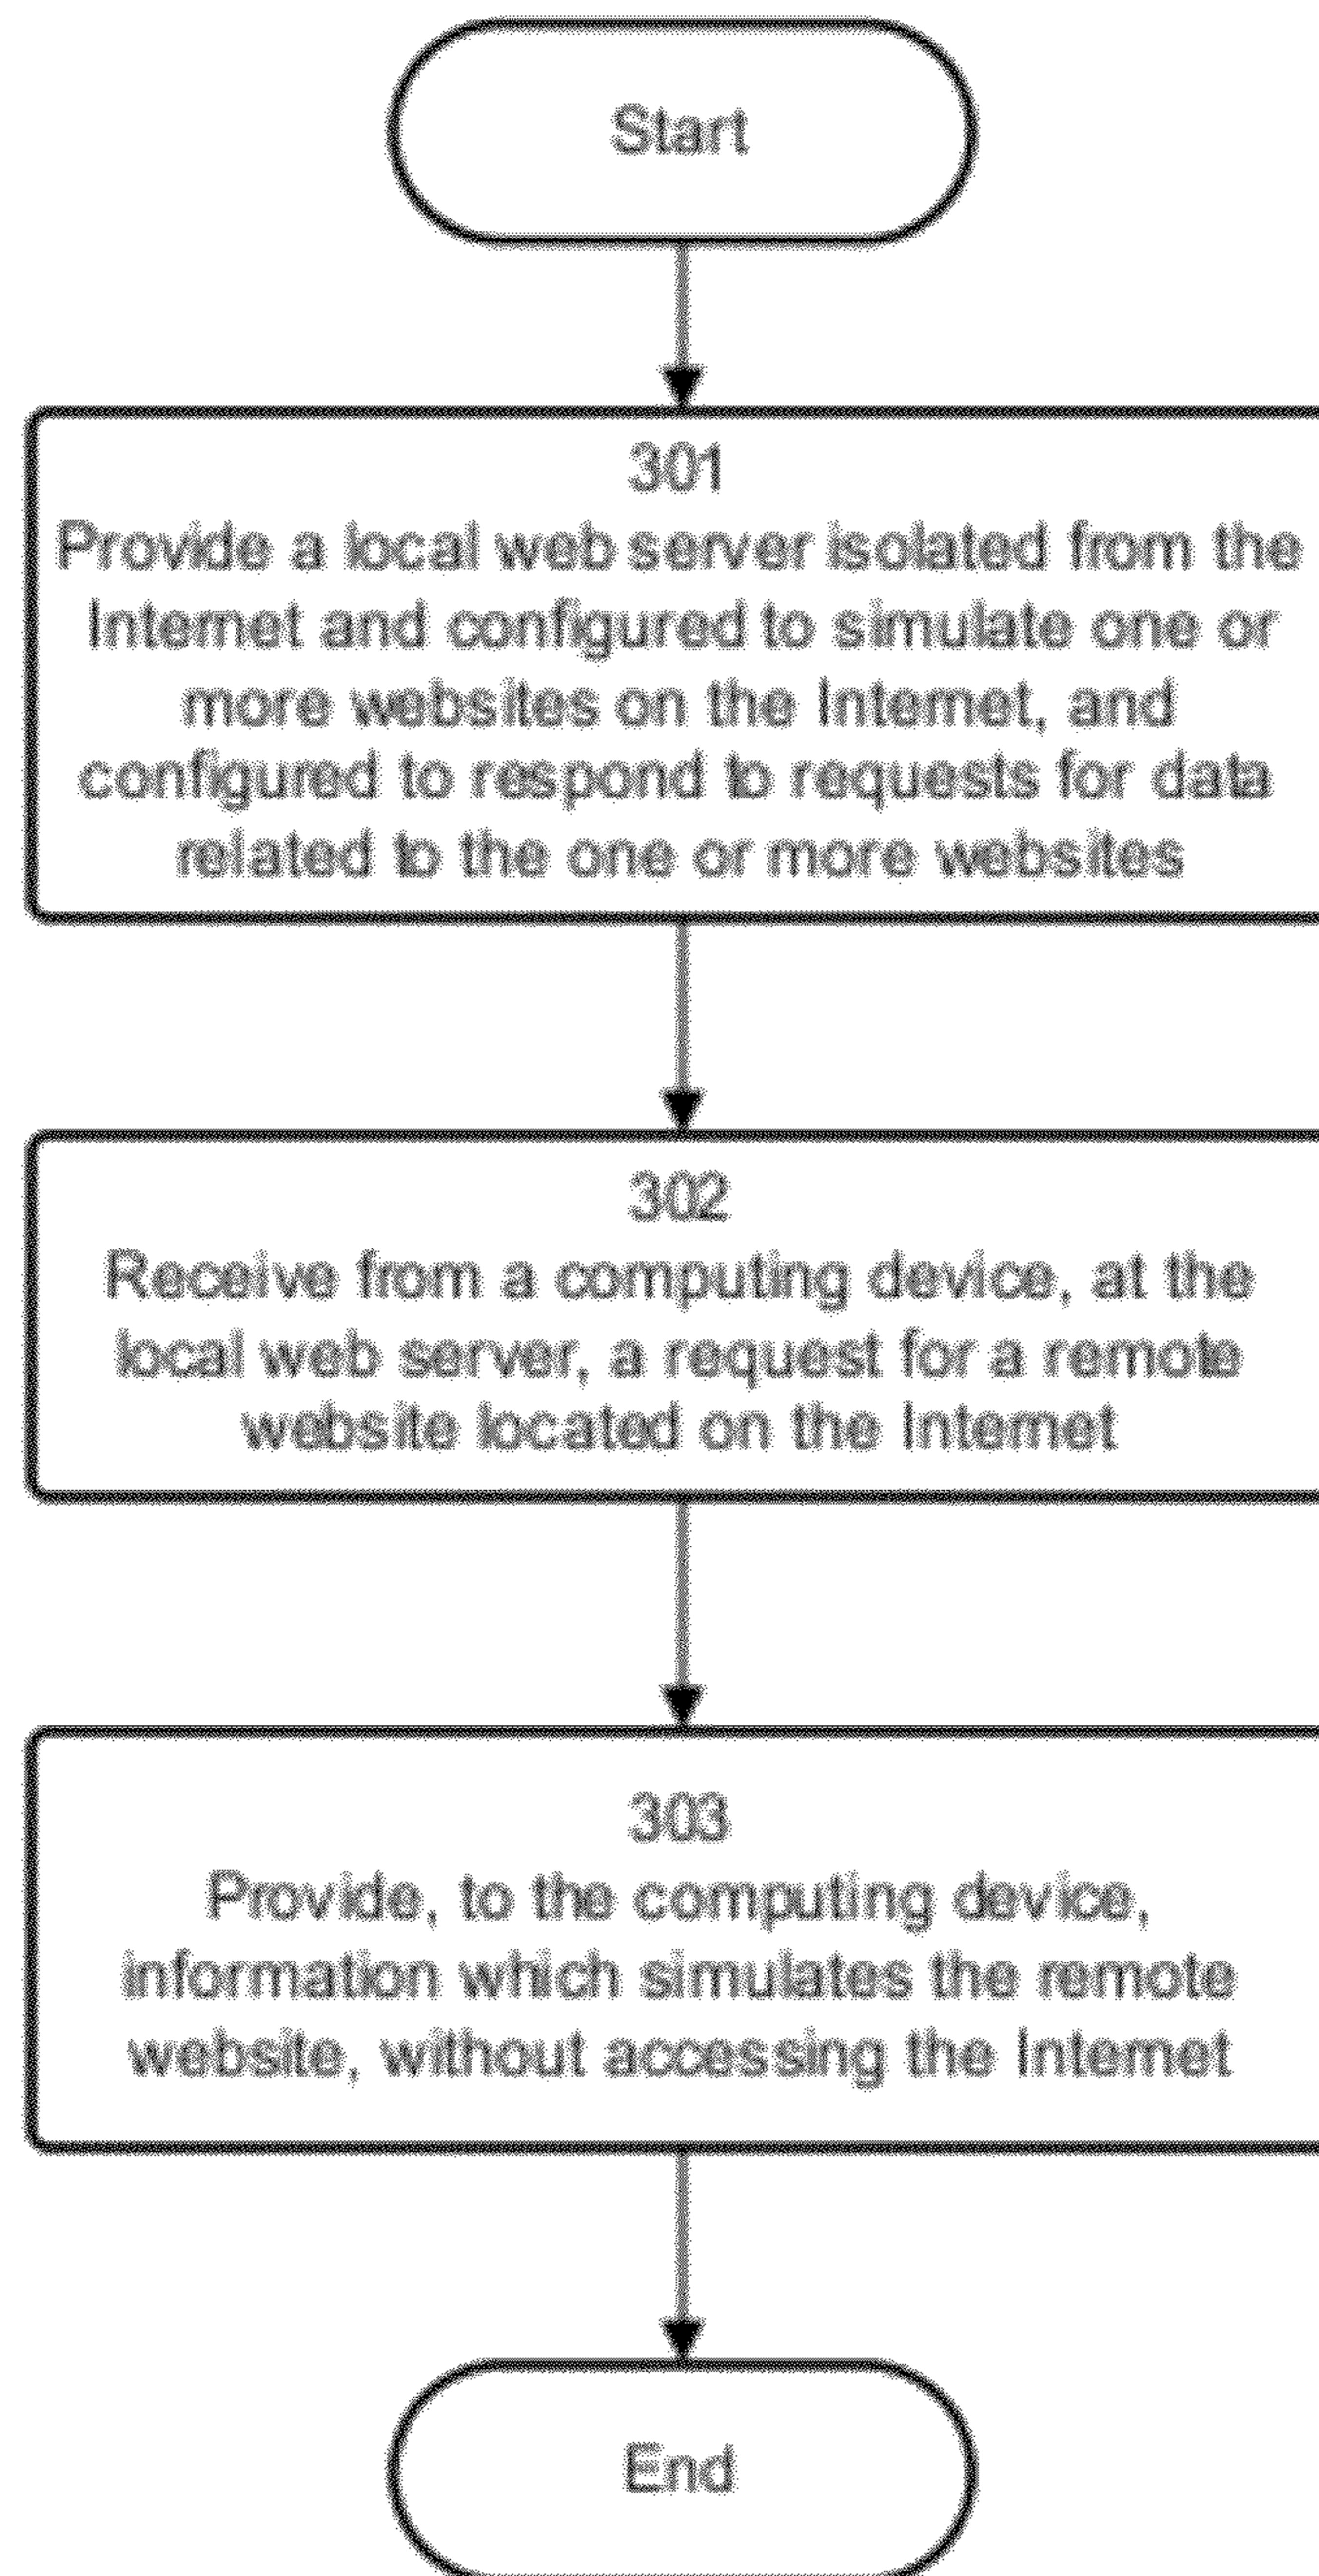 Start
301
Provide a local web server isolated from the
Internet and configured to simulate one or
more websites on the Internet, and
configured to respond to requests for data
related to the one or more websites
302
Receive from a computing device, at the
local web server, a request for a remote
website located on the Internet
303
Provide, to the computing device,
information which simulates the remote
website, without accessing the Internet
End